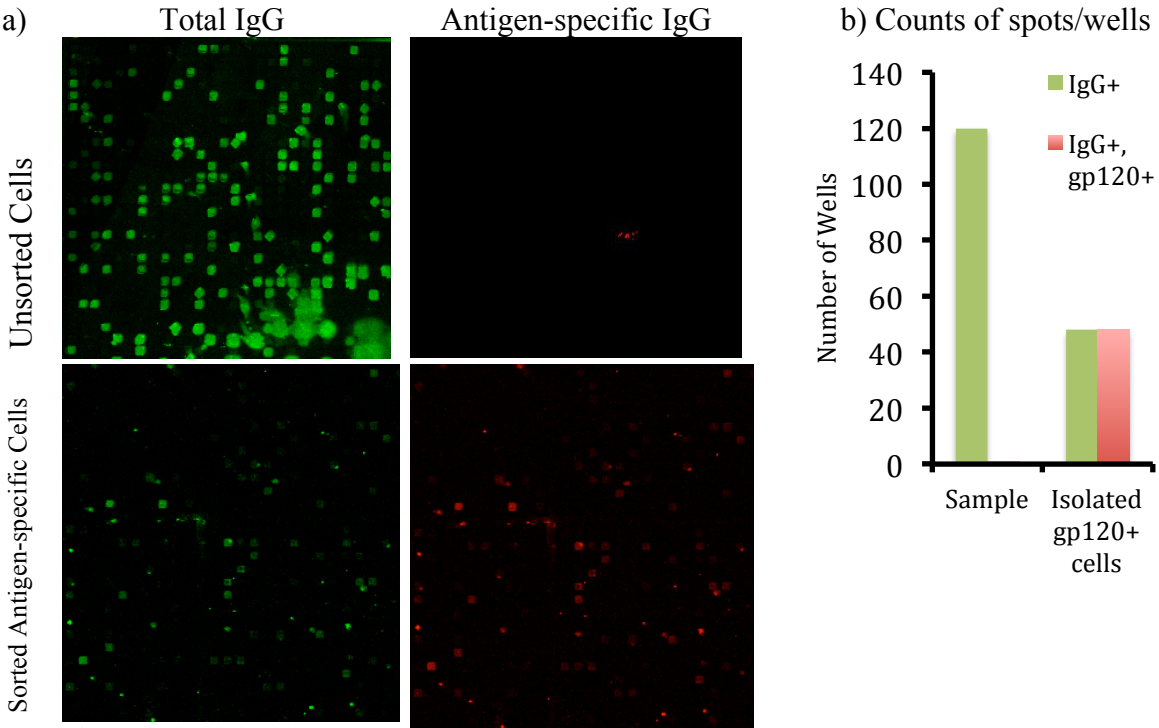 a)
Total IgG
Antigen-specific IgG
Unsorted Cells
Sorted Antigen-specific Cells
b) Counts of spots/wells
Number of Wells
140
120
100
80
60
40
20
0
IgG+
IgG+,
gp120+
Sample
Isolated
gp120+
cells